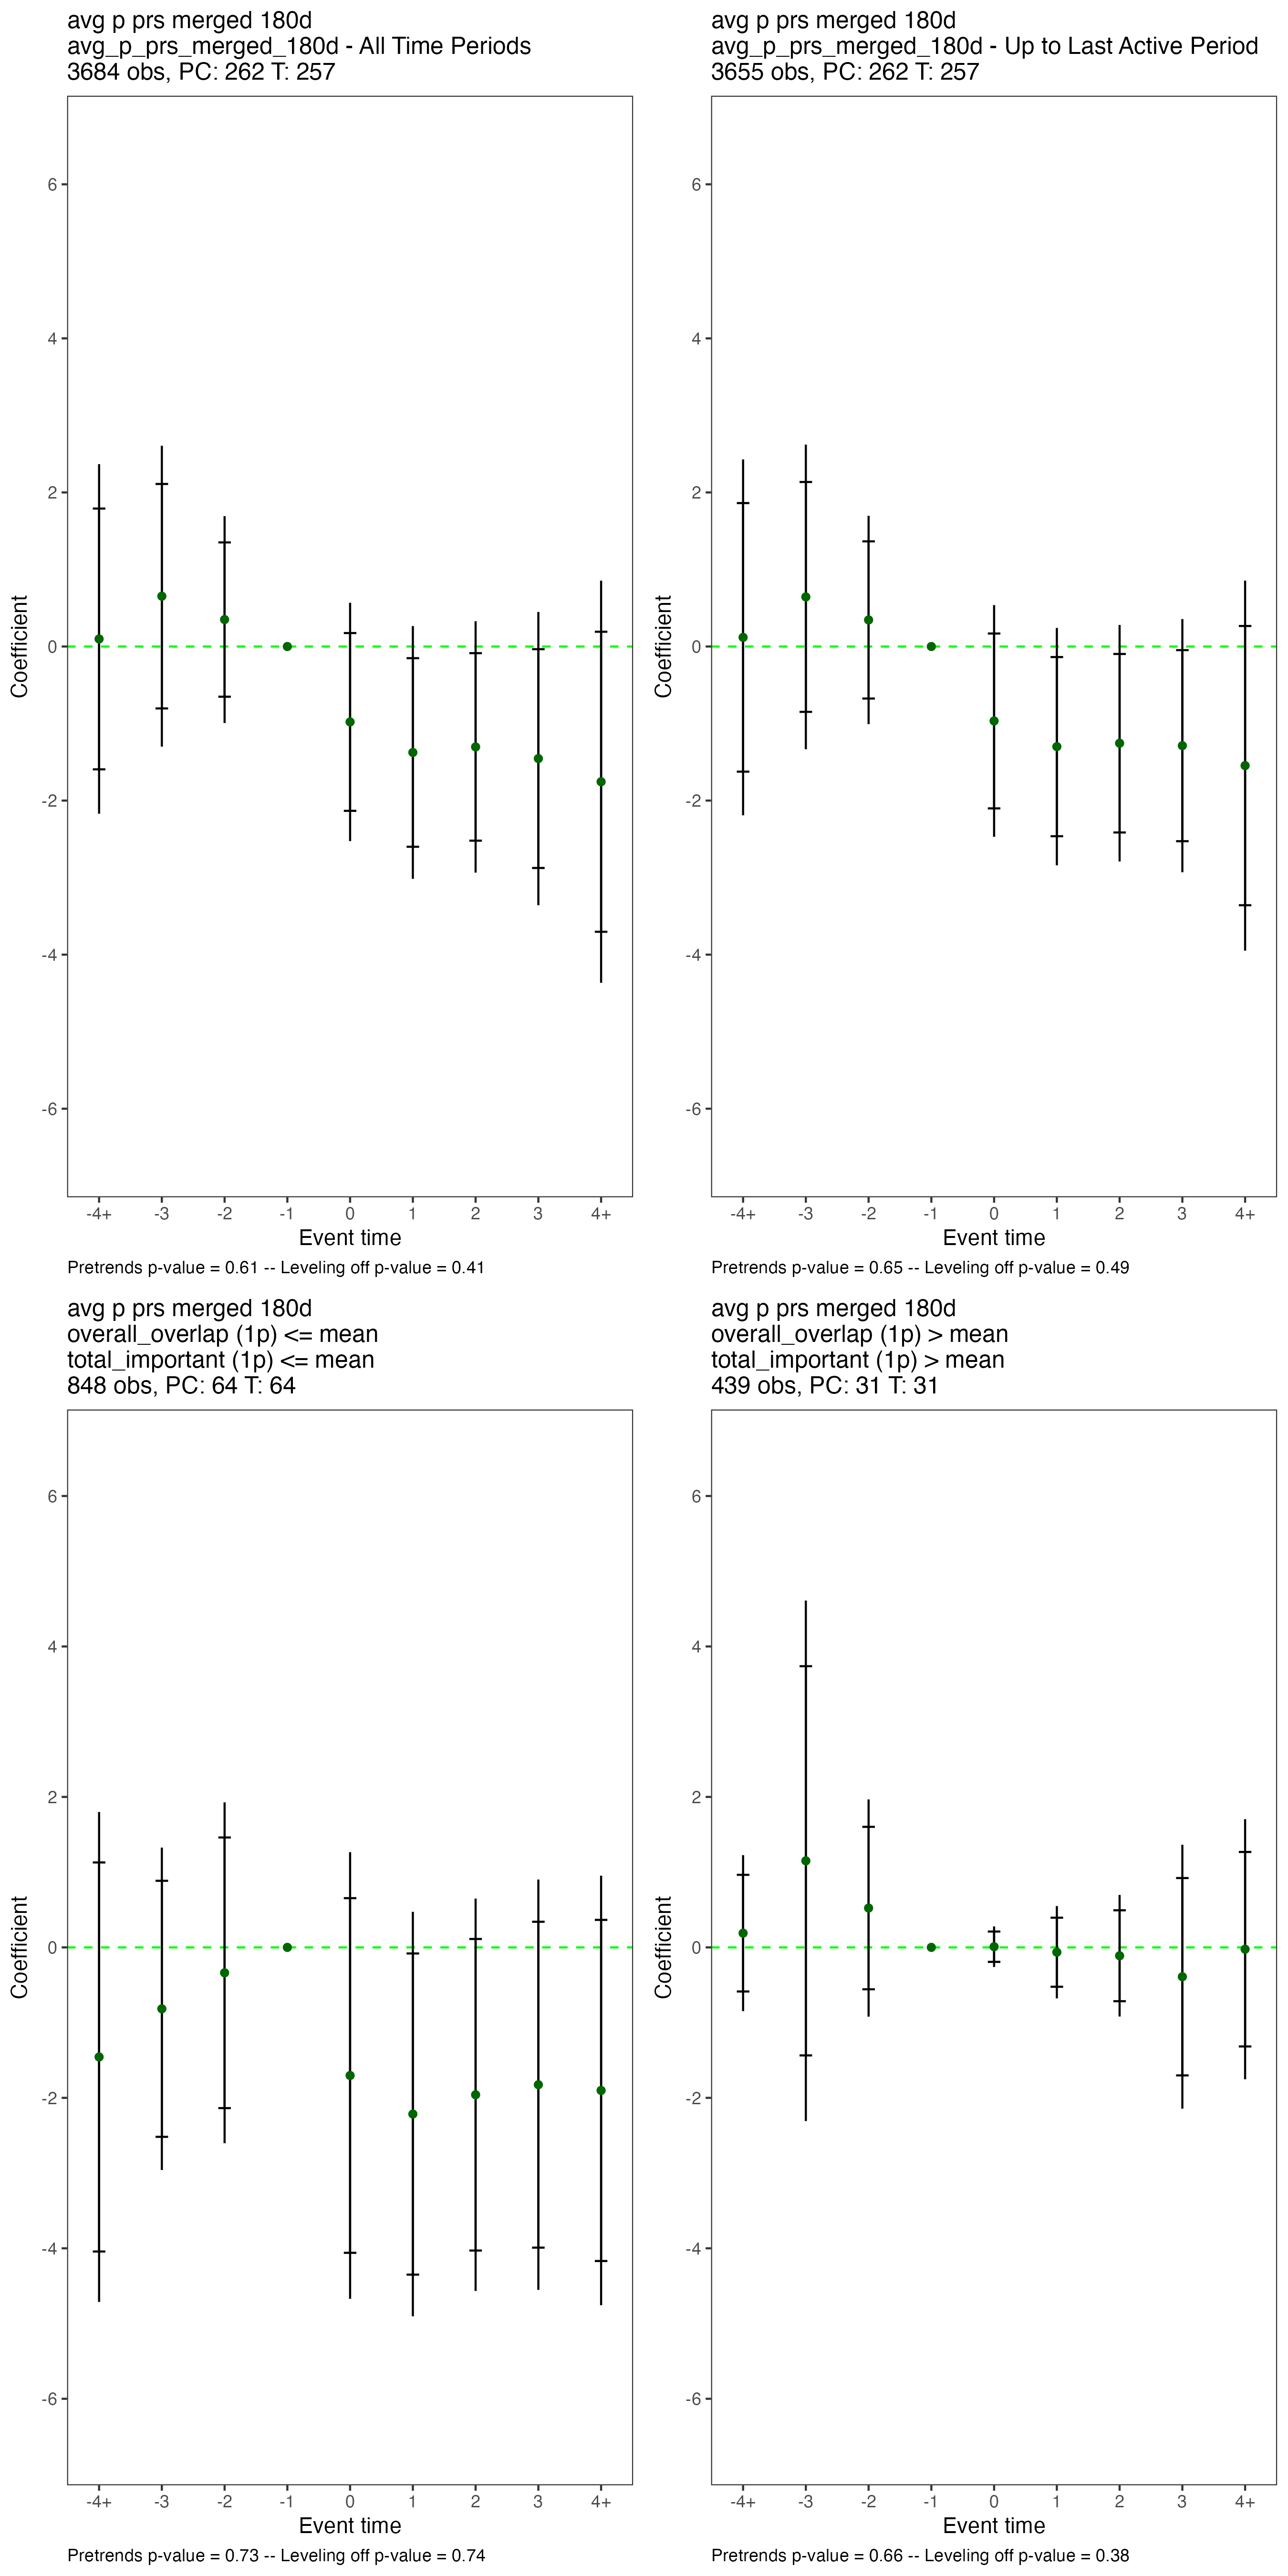 avg p prs merged 180d
avg_p_prs_merged_180d - All Time Periods
3684 obs, PC: 262 T: 257
6
4
2
0
-2
-4
-6
Coefficient
-4+ -3 -2 -1 0 1 2 3 4+
Event time
Pretrends p-value = 0.61 -- Leveling off p-value = 0.41
avg p prs merged 180d
avg_p_prs_merged_180d - Up to Last Active Period
3655 obs, PC: 262 T: 257
6
4
2
0
-2
-4
-6
Coefficient
-4+ -3 -2 -1 0 1 2 3 4+
Event time
Pretrends p-value = 0.65 -- Leveling off p-value = 0.49
avg p prs merged 180d
overall_overlap (1p) <= mean
total_important (1p) <= mean
848 obs, PC: 64 T: 64
6
4
2
0
-2
-4
-6
Coefficient
-4+ -3 -2 -1 0 1 2 3 4+
Event time
Pretrends p-value = 0.73 -- Leveling off p-value = 0.74
avg p prs merged 180d
overall_overlap (1p) > mean
total_important (1p) > mean
439 obs, PC: 31 T: 31
6
4
2
0
-2
-4
-6
Coefficient
-4+ -3 -2 -1 0 1 2 3 4+
Event time
Pretrends p-value = 0.66 -- Leveling off p-value = 0.38